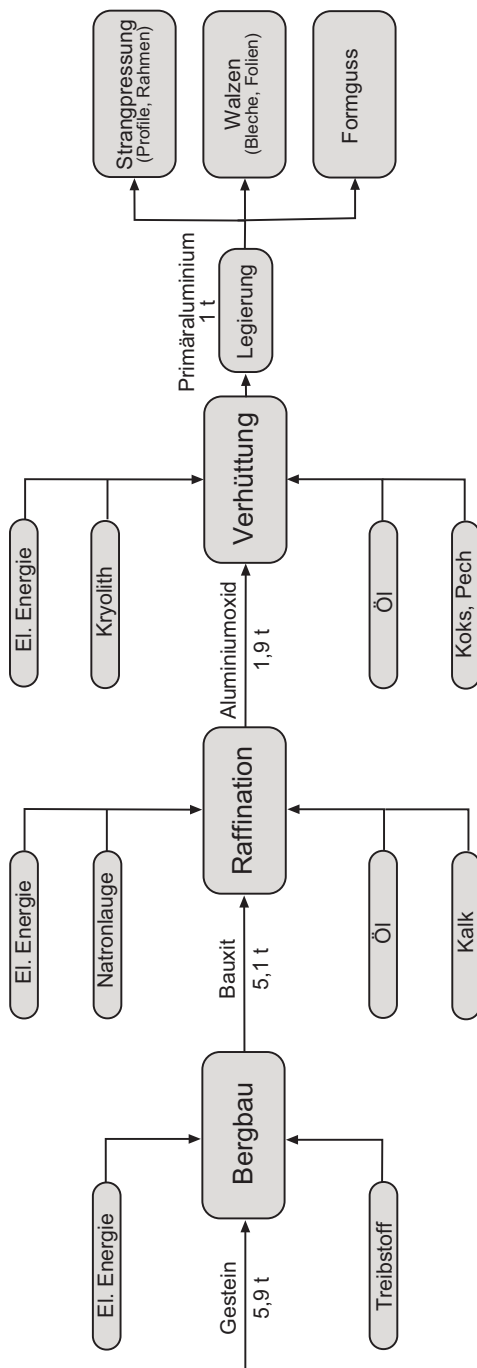 Gestein
5,9 t
El. Energie
Treibstoff
Bergbau
Bauxit
5,1 t
El. Energie
Natronlauge
Öl
Kalk
Raffination
Aluminiumoxid
1,9 t
El. Energie
Kryolith
Öl
Koks, Pech
Verhüttung
Primäraluminium
1 t
Legierung
Strangpressung
(Profile, Rahmen)
Walzen
(Bleche, Folien)
Formguss